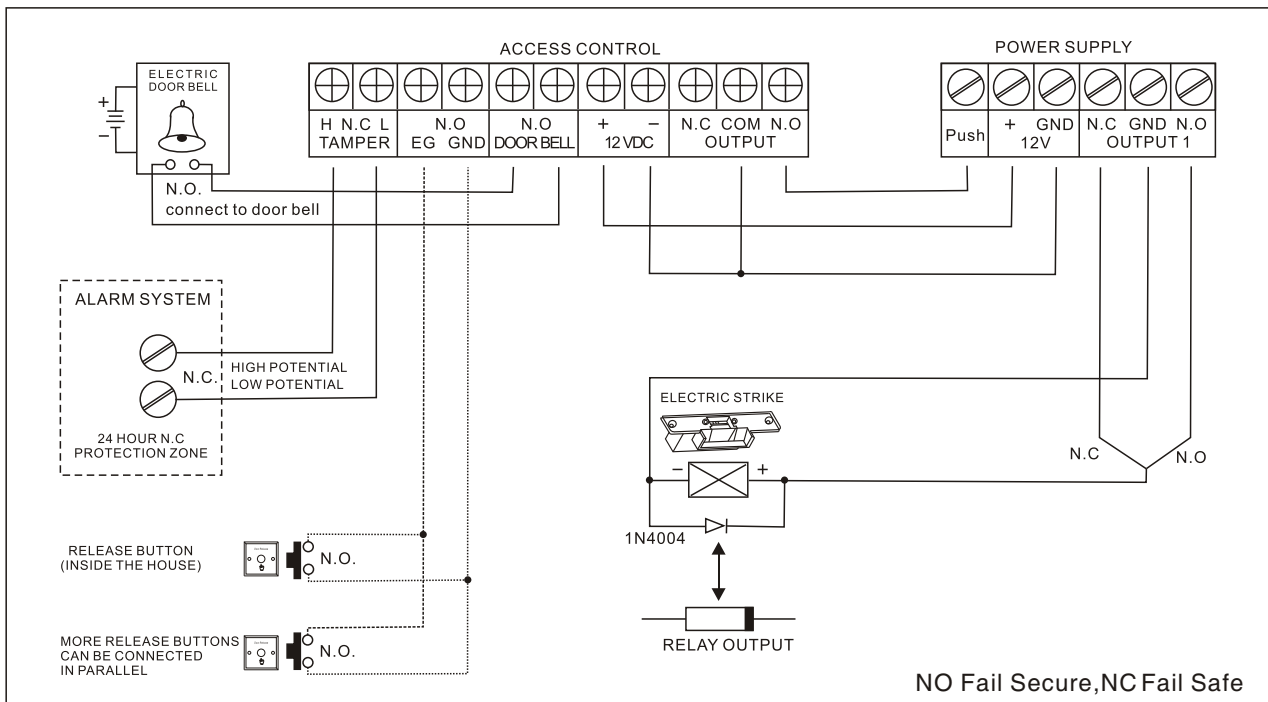 ACCESS CONTROL
POWER SUPPLY
ELECTRIC
DOOR BELL
+
−
H N.C L
TAMPER
N.O
EG GND
N.O
DOOR BELL
+ −
12 VDC
N.C COM N.O
OUTPUT
Push
+ GND
12V
N.C GND N.O
OUTPUT 1
N.O.
connect to door bell
ALARM SYSTEM
N.C.
HIGH POTENTIAL
LOW POTENTIAL
24 HOUR N.C
PROTECTION ZONE
ELECTRIC STRIKE
− +
N.C
N.O
1N4004
RELAY OUTPUT
RELEASE BUTTON
(INSIDE THE HOUSE)
N.O.
MORE RELEASE BUTTONS
CAN BE CONNECTED
IN PARALLEL
N.O.
NO Fail Secure,NC Fail Safe